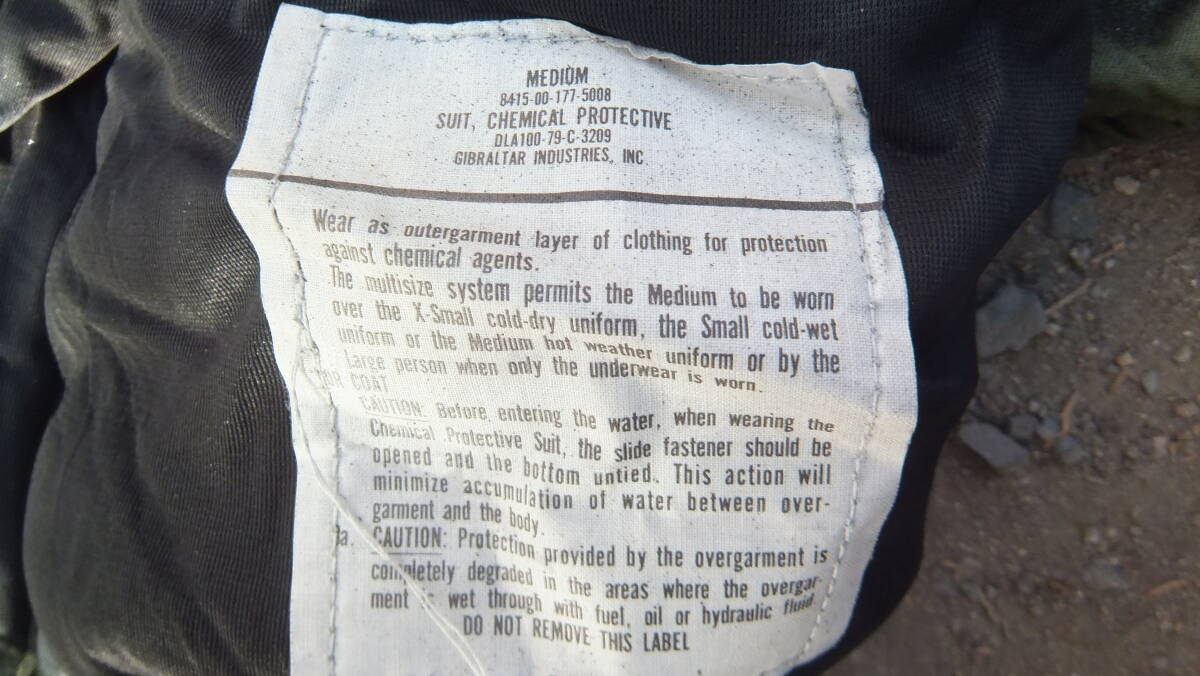 MEDIUM
8415-00-177-5008
SUIT, CHEMICAL PROTECTIVE
DLA100-79-C-3209
GIBRALTAR INDUSTRIES, INC.
Wear as outergarment layer of clothing for protection
against chemical agents.
The multisize system permits the Medium to be worn
over the X-Small cold-dry uniform, the Small cold-wet
uniform or the Medium hot weather uniform or by the
Large person when only the underwear is worn.
FOR COAT
CAUTION: Before entering the water, when wearing the
Chemical Protective Suit, the slide fastener should be
opened and the bottom untied. This action will
minimize accumulation of water between over-
garment and the body.
a. CAUTION: Protection provided by the overgarment is
completely degraded in the areas where the overgar-
ment is wet through with fuel, oil or hydraulic fluid.
DO NOT REMOVE THIS LABEL